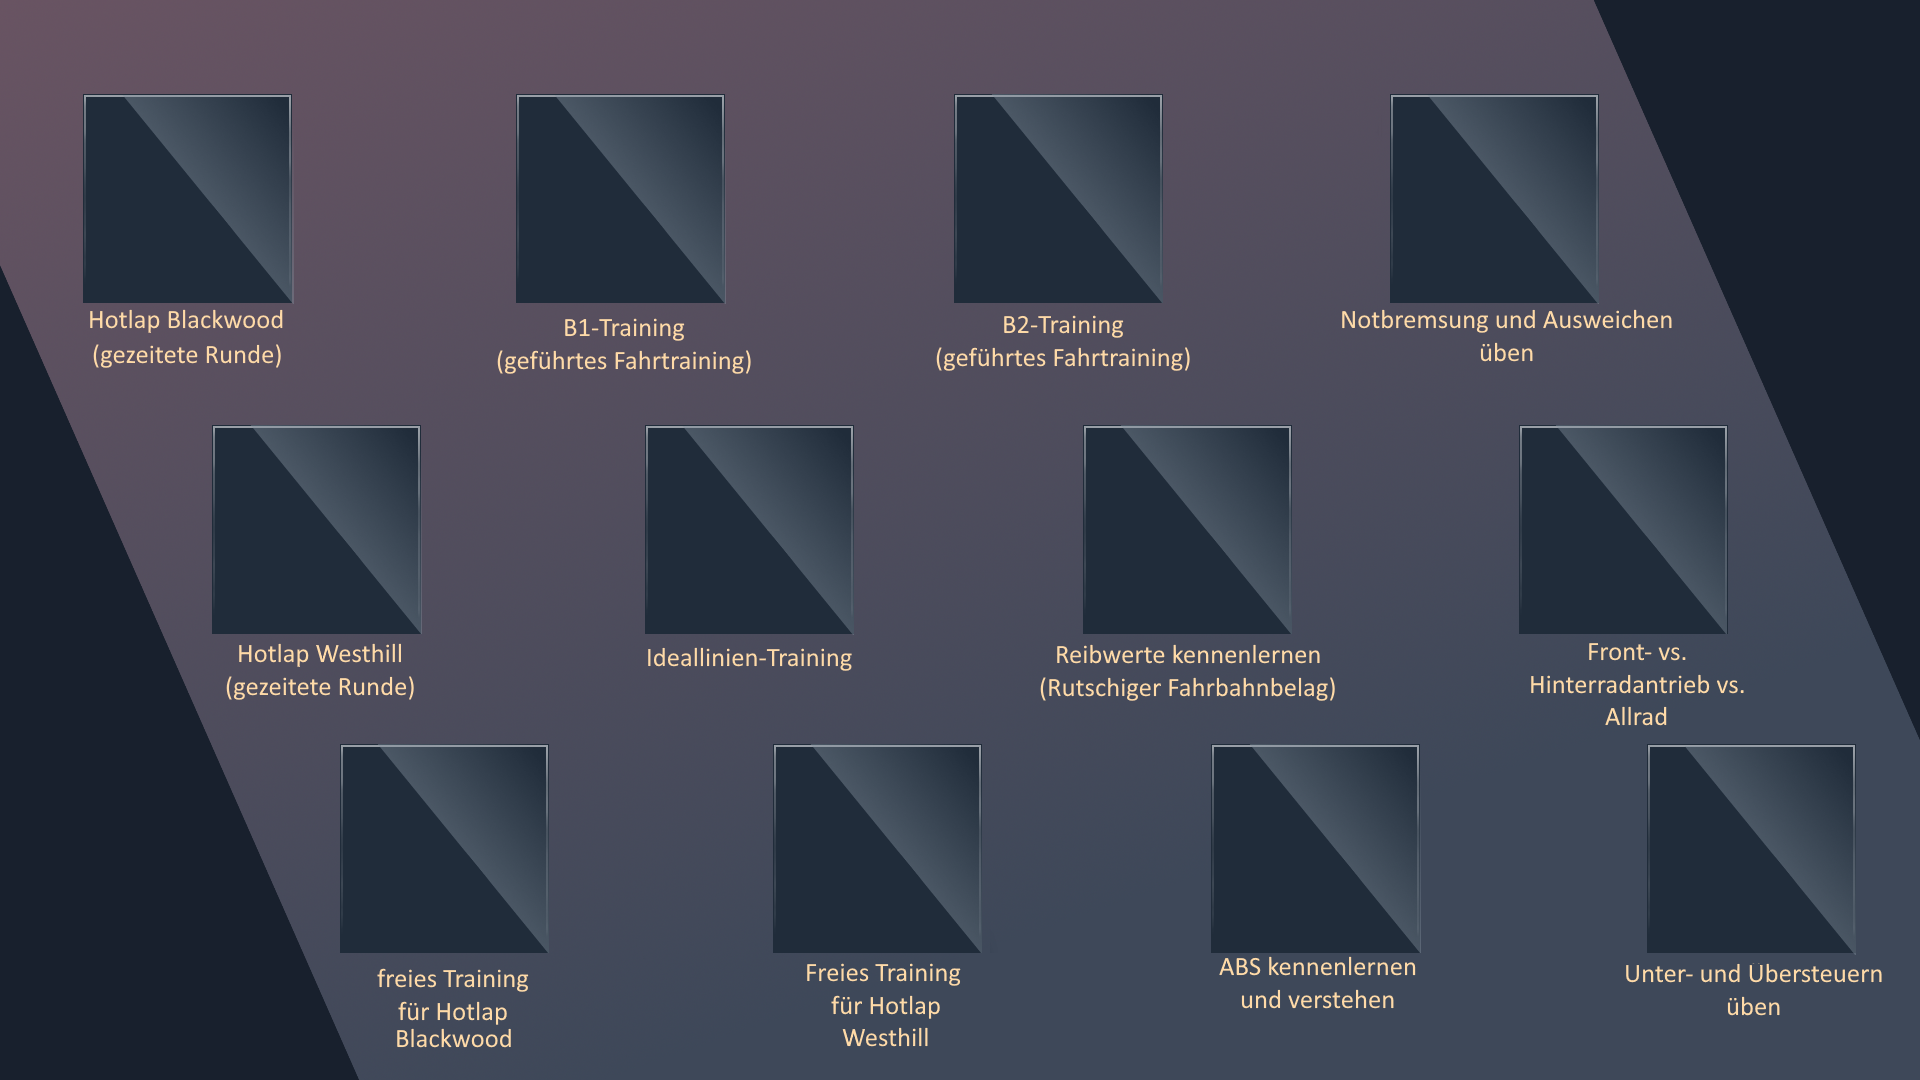 Hotlap Blackwood
(gezeitete Runde)
B1-Training
(geführtes Fahrtraining)
B2-Training
(geführtes Fahrtraining)
Notbremsung und Ausweichen
üben
Hotlap Westhill
(gezeitete Runde)
Ideallinien-Training
Reibwerte kennenlernen
(Rutschiger Fahrbahnbelag)
Front- vs.
Hinterradantrieb vs.
Allrad
freies Training
für Hotlap
Blackwood
Freies Training
für Hotlap
Westhill
ABS kennenlernen
und verstehen
Unter- und Übersteuern
üben